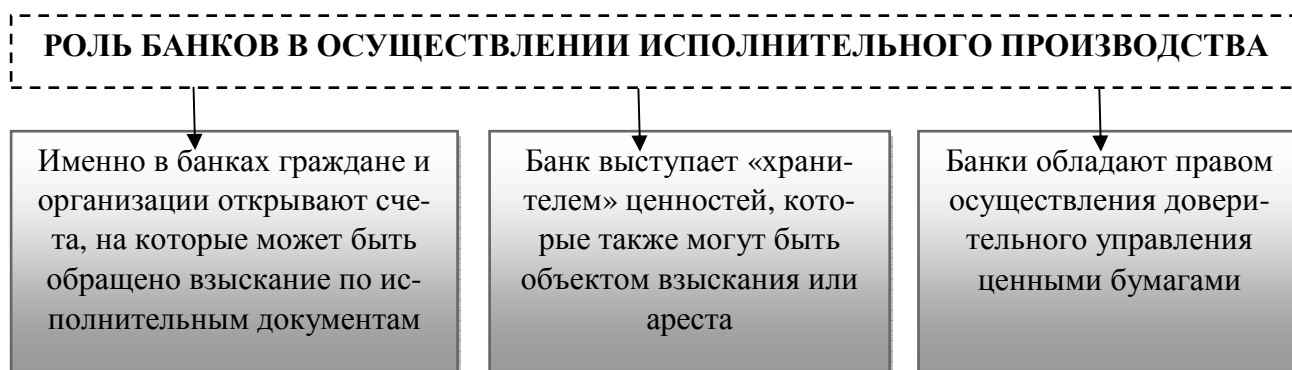 РОЛЬ БАНКОВ В ОСУЩЕСТВЛЕНИИ ИСПОЛНИТЕЛЬНОГО ПРОИЗВОДСТВА
Именно в банках граждане и
организации открывают сче-
та, на которые может быть
обращено взыскание по ис-
полнительным документам
Банк выступает «храни-
телем» ценностей, кото-
рые также могут быть
объектом взыскания или
ареста
Банки обладают правом
осуществления довери-
тельного управления
ценными бумагами